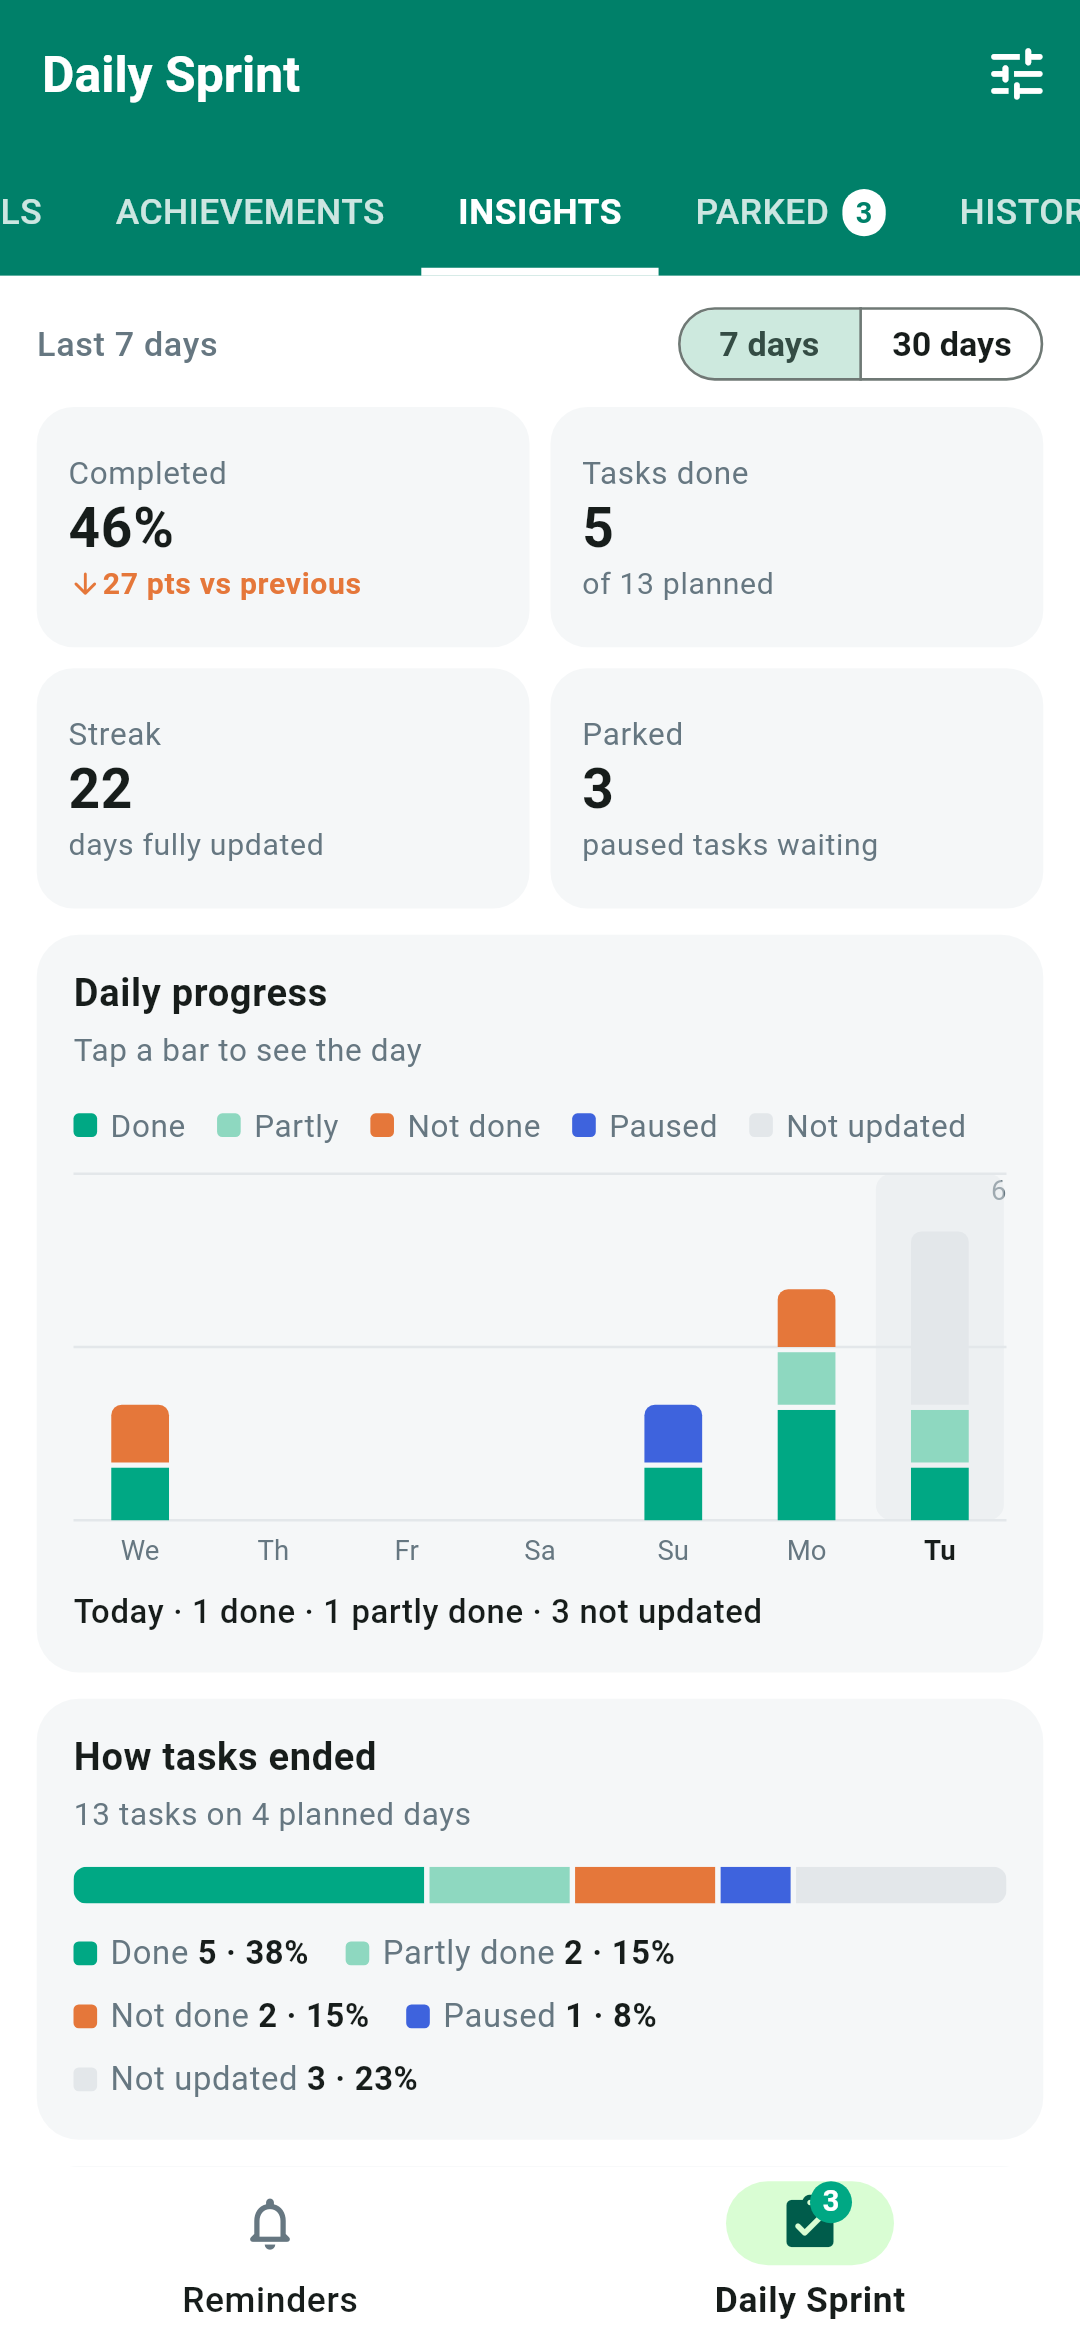 Daily Sprint
LS ACHIEVEMENTS INSIGHTS PARKED 3 HISTOR
Last 7 days 7 days 30 days
Completed
46%
↓27 pts vs previous
Tasks done
5
of 13 planned
Streak
22
days fully updated
Parked
3
paused tasks waiting
Daily progress
Tap a bar to see the day
Done Partly Not done Paused Not updated
6
We Th Fr Sa Su Mo Tu
Today · 1 done · 1 partly done · 3 not updated
How tasks ended
13 tasks on 4 planned days
Done 5 · 38% Partly done 2 · 15%
Not done 2 · 15% Paused 1 · 8%
Not updated 3 · 23%
3
Reminders Daily Sprint